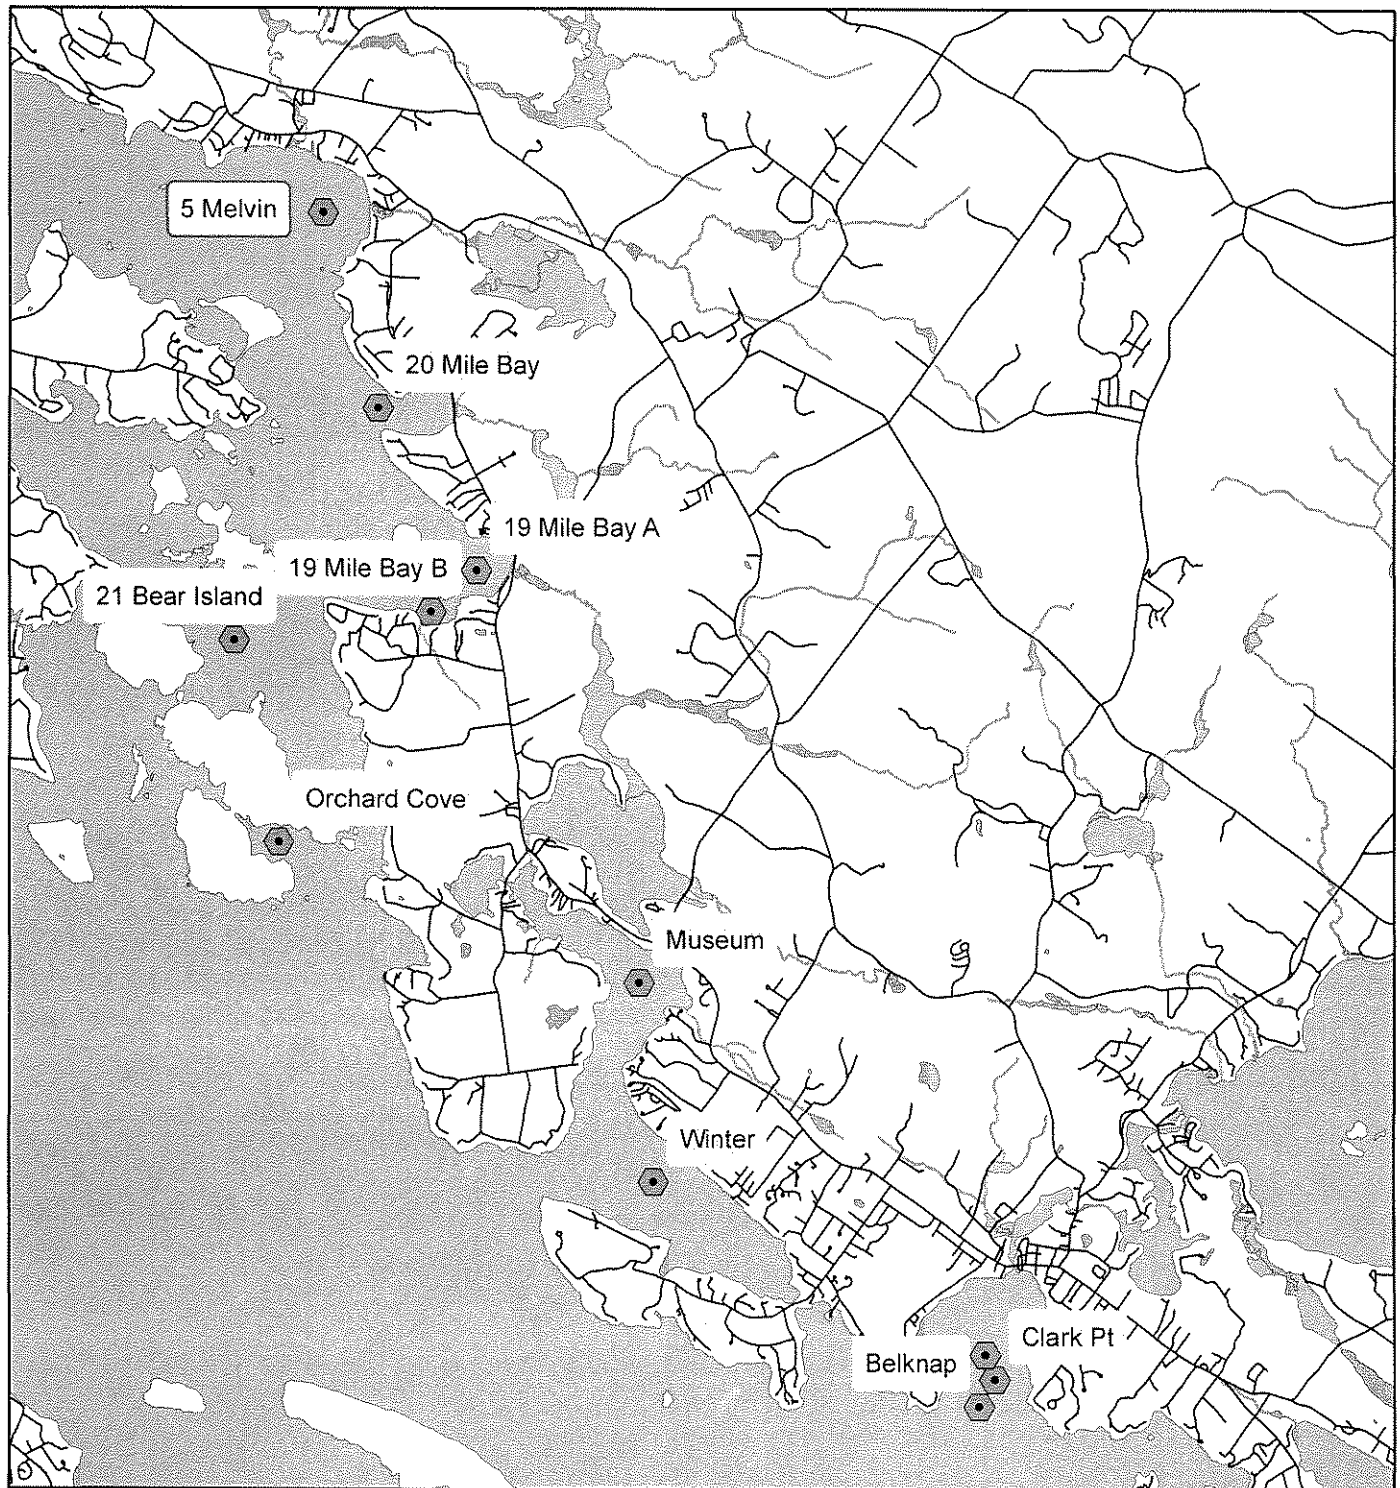 5 Melvin
20 Mile Bay
19 Mile Bay A
19 Mile Bay B
21 Bear Island
Orchard Cove
Museum
Winter
Clark Pt
Belknap